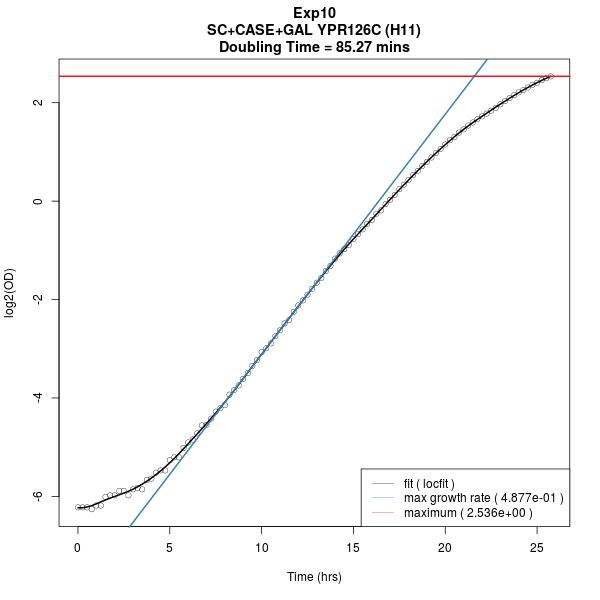 Exp10
SC+CASE+GAL YPR126C (H11)
Doubling Time = 85.27 mins
2
0
-2
-4
-6
log2(OD)
0 5 10 15 20 25
Time (hrs)
fit ( locfit )
max growth rate ( 4.877e-01 )
maximum ( 2.536e+00 )